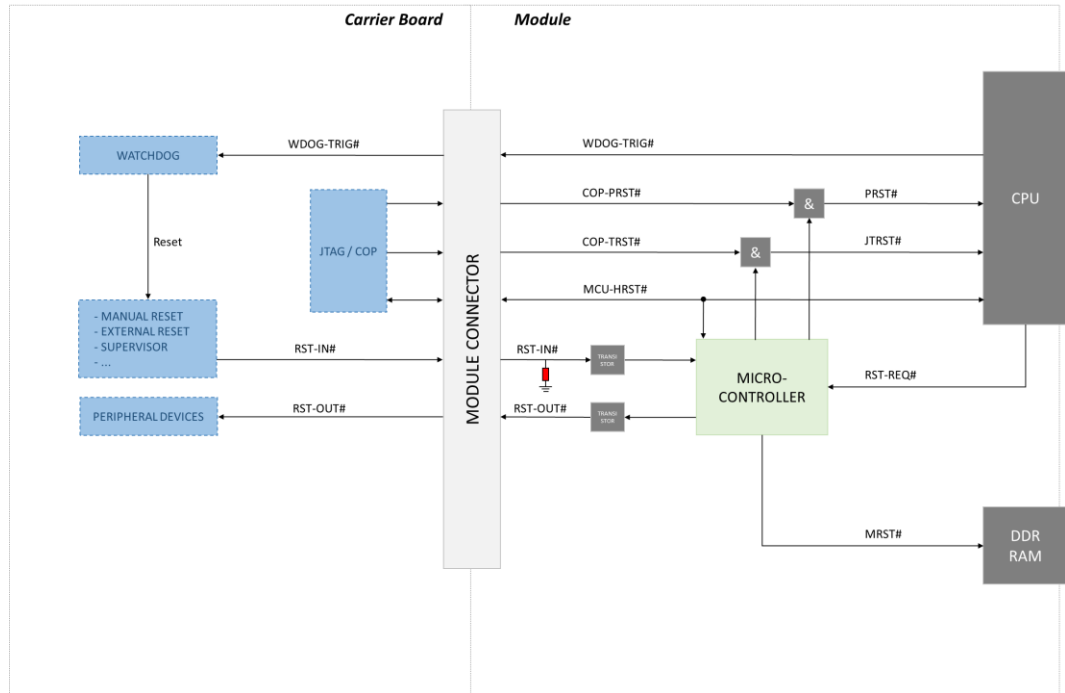 Carrier Board
Module
WATCHDOG
WDOG-TRIG#
WDOG-TRIG#
CPU
COP-PRST#
&
PRST#
JTAG / COP
COP-TRST#
&
JTRST#
Reset
MODULE CONNECTOR
MCU-HRST#
- MANUAL RESET
- EXTERNAL RESET
- SUPERVISOR
- ...
RST-IN#
RST-IN#
TRANSI
STOR
MICRO-
CONTROLLER
RST-REQ#
PERIPHERAL DEVICES
RST-OUT#
RST-OUT#
TRANSI
STOR
MRST#
DDR
RAM